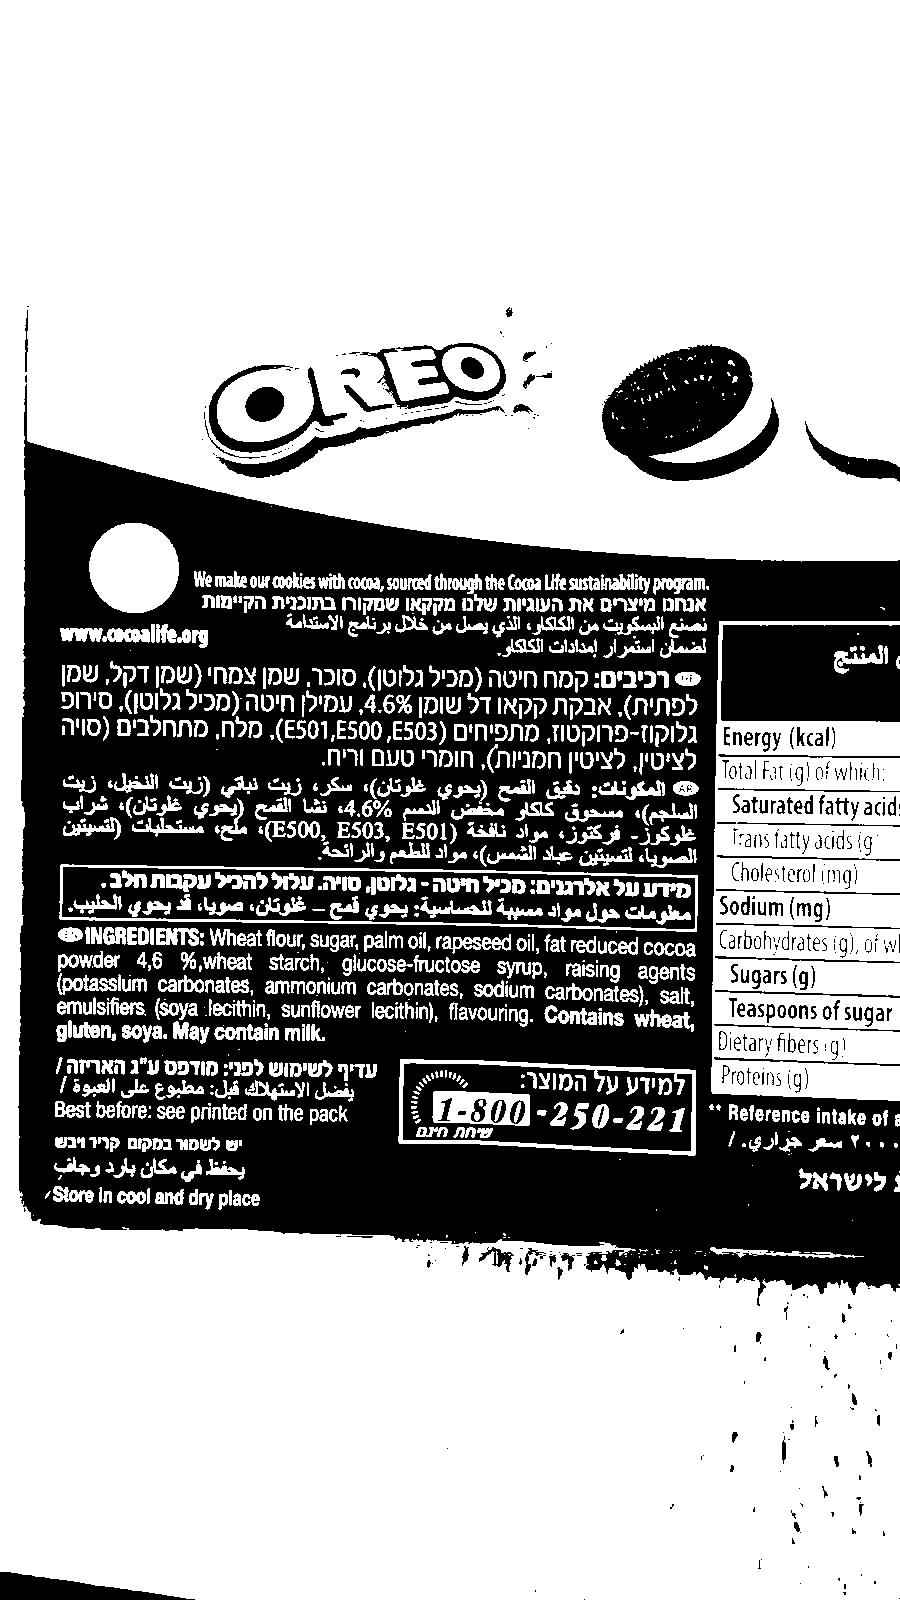 OREO
We make our cookies with cocoa, sourced through the Cocoa Life sustainability program.
אנחנו מיצרים את העוגיות שלנו מקקאו שמקורו בתוכנית הקיימות
نصنع البسكويت من الكاكاو، الذي يصل من خلال برنامج الاستدامة
لضمان استمرار إمدادات الكاكاو.
www.cocoalife.org
רכיבים: קמח חיטה (מכיל גלוטן), סוכר, שמן צמחי (שמן דקל, שמן
לפתית), אבקת קקאו דל שומן 4.6%, עמילן חיטה (מכיל גלוטן), סירופ
גלוקוז-פרוקטוז, מתפיחים (E501,E500 ,E503), מלח, מתחלבים (סויה
לציטין, לציטין חמניות), חומרי טעם וריח.
AR المكونات: دقيق القمح (يحوي غلوتان)، سكر، زيت نباتي (زيت النخيل، زيت
السلجم)، مسحوق كاكاو مخفض الدسم 4.6%، نشا القمح (يحوي غلوتان)، شراب
غلوكوز- فركتوز، مواد نافخة (E500, E503, E501)، ملح، مستحلبات (لتسيتين
الصويا، لتسيتين عباد الشمس)، مواد للطعم والرائحة.
מידע על אלרגנים: מכיל חיטה - גלוטן, סויה. עלול להכיל עקבות חלב.
معلومات حول مواد مسببة للحساسية: يحوي قمح – غلوتان، صويا، قد يحوي الحليب.
INGREDIENTS: Wheat flour, sugar, palm oil, rapeseed oil, fat reduced cocoa
powder 4,6 %,wheat starch, glucose-fructose syrup, raising agents
(potassium carbonates, ammonium carbonates, sodium carbonates), salt,
emulsifiers (soya lecithin, sunflower lecithin), flavouring. Contains wheat,
gluten, soya. May contain milk.
עדיף לשימוש לפני: מודפס ע"ג האריזה /
يفضل الاستهلاك قبل: مطبوع على العبوة /
Best before: see printed on the pack
יש לשמור במקום קריר ויבש
يحفظ في مكان بارد وجاف
Store in cool and dry place
למידע על המוצר:
1-800-250-221
שיחת חינם
المنتج
Energy (kcal)
Total Fat (g) of which:
Saturated fatty acids
Trans fatty acids (g
Cholesterol (mg)
Sodium (mg)
Carbohydrates (g), of
Sugars (g)
Teaspoons of sugar
Dietary fibers (g)
Proteins (g)
** Reference intake of
٢٠٠٠ سعر حراري. /
לישראל